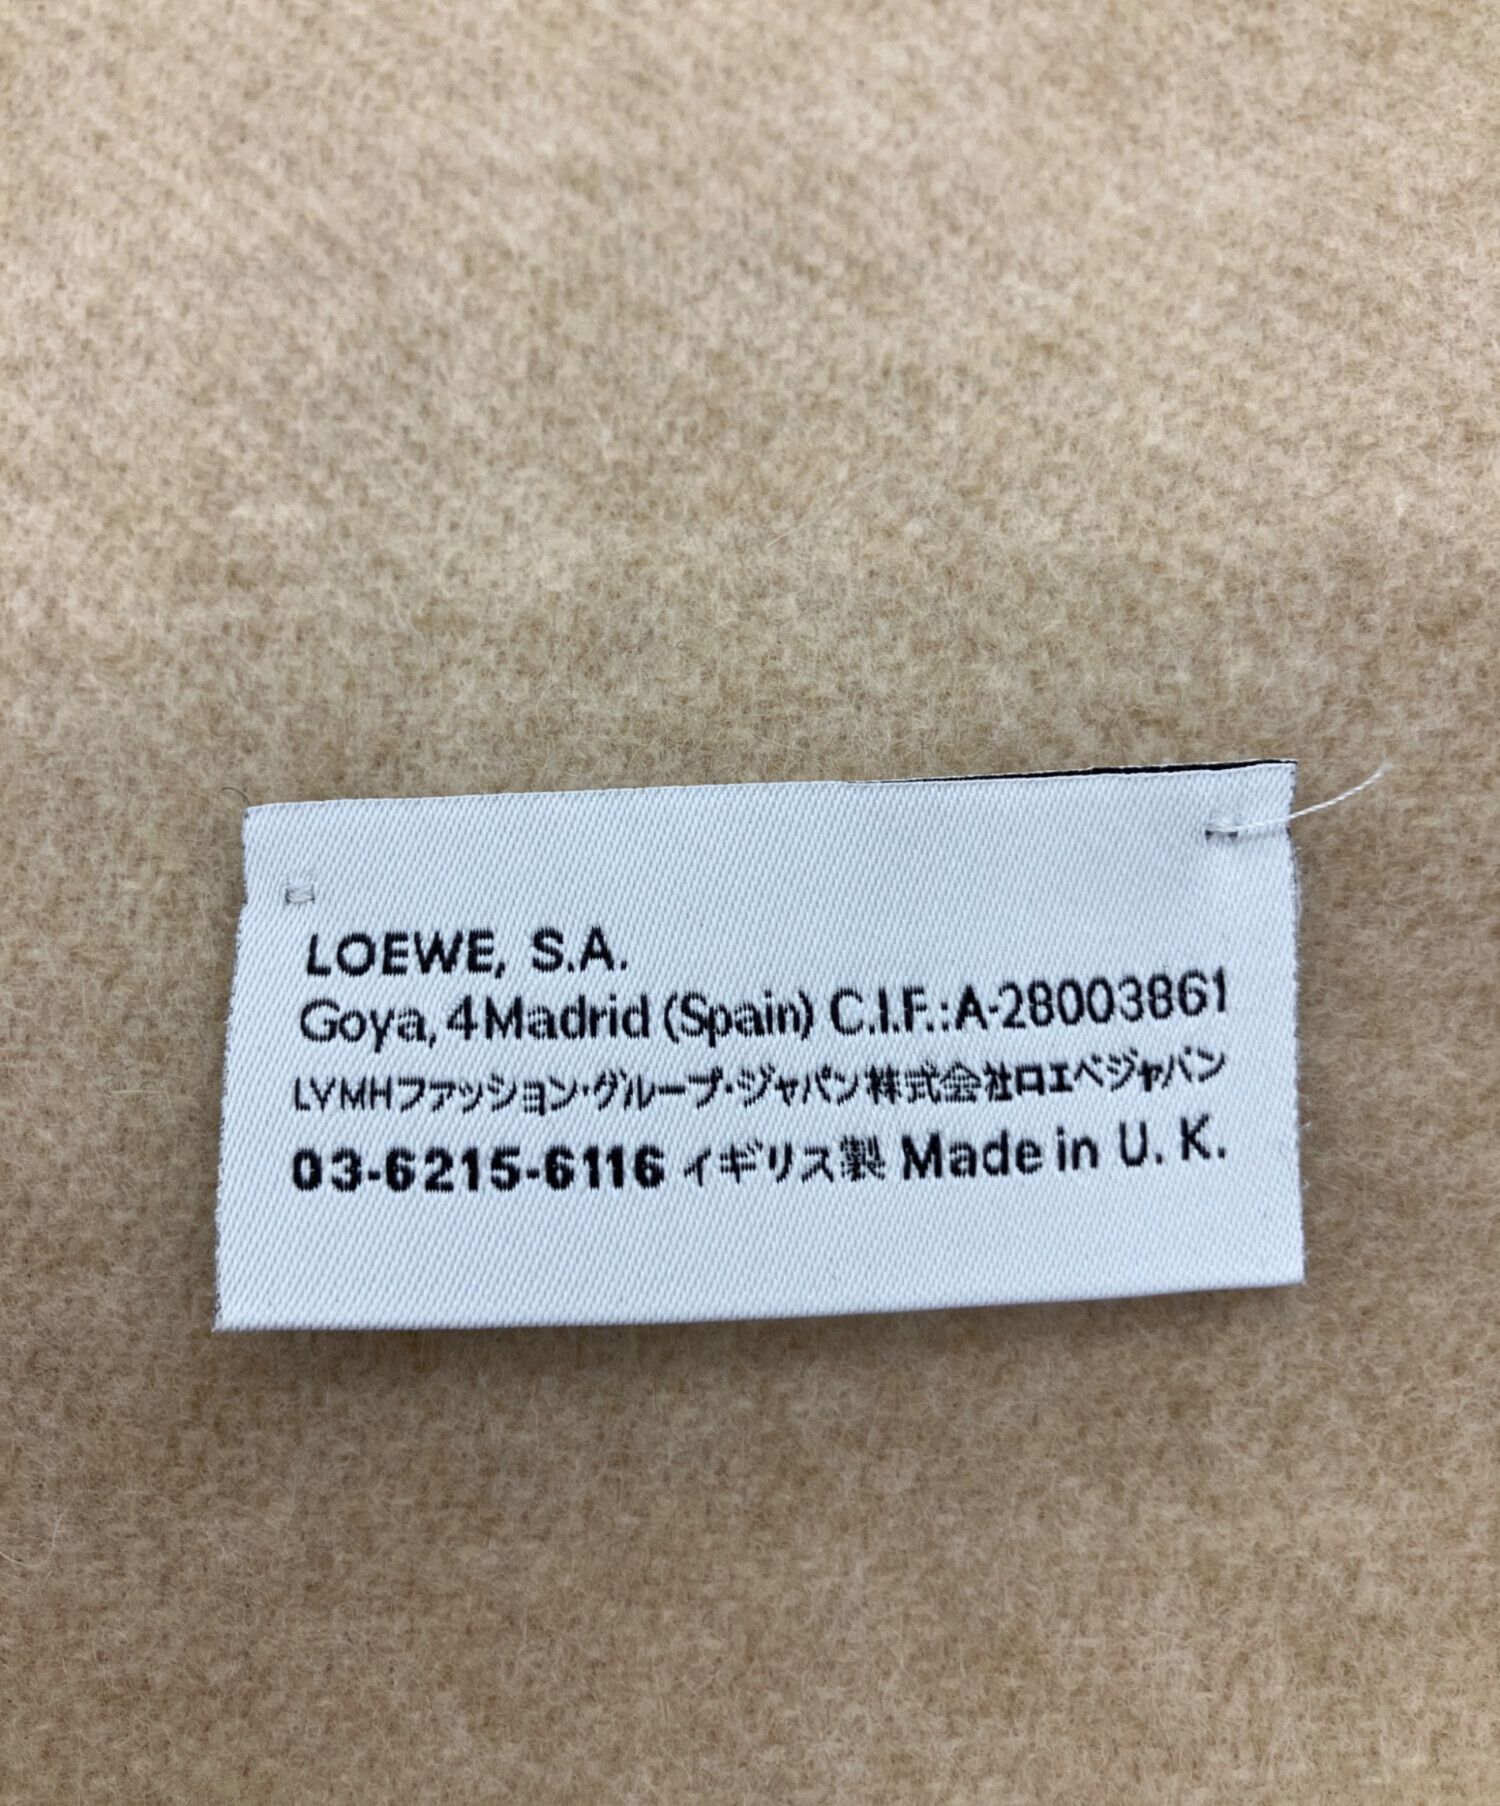 LOEWE, S.A.
Goya, 4 Madrid (Spain) C.I.F.: A-28003861
LVMHファッション・グループ・ジャパン株式会社ロエベジャパン
03-6215-6116 イギリス製 Made in U. K.